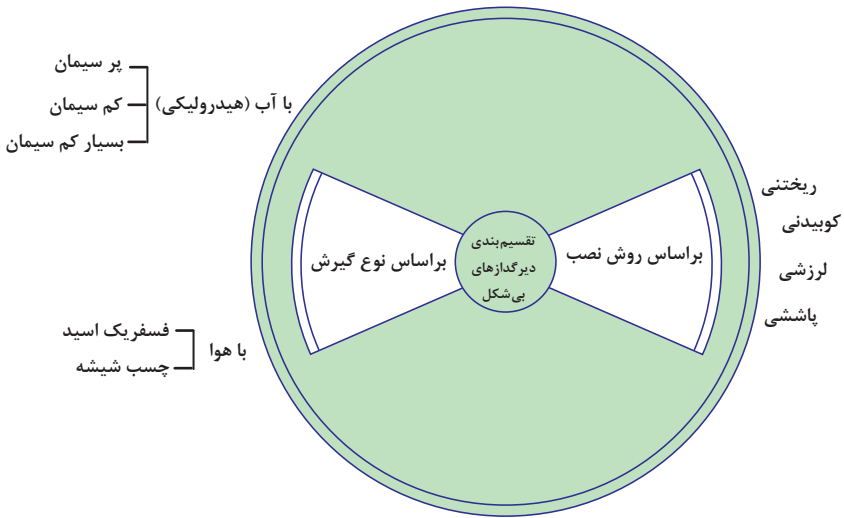 تقسیم‌بندی
دیرگدازهای
بی‌شکل
براساس روش نصب
ریختنی
کوبیدنی
لرزشی
پاششی
براساس نوع گیرش
با آب (هیدرولیکی)
پر سیمان
کم سیمان
بسیار کم سیمان
با هوا
فسفریک اسید
چسب شیشه